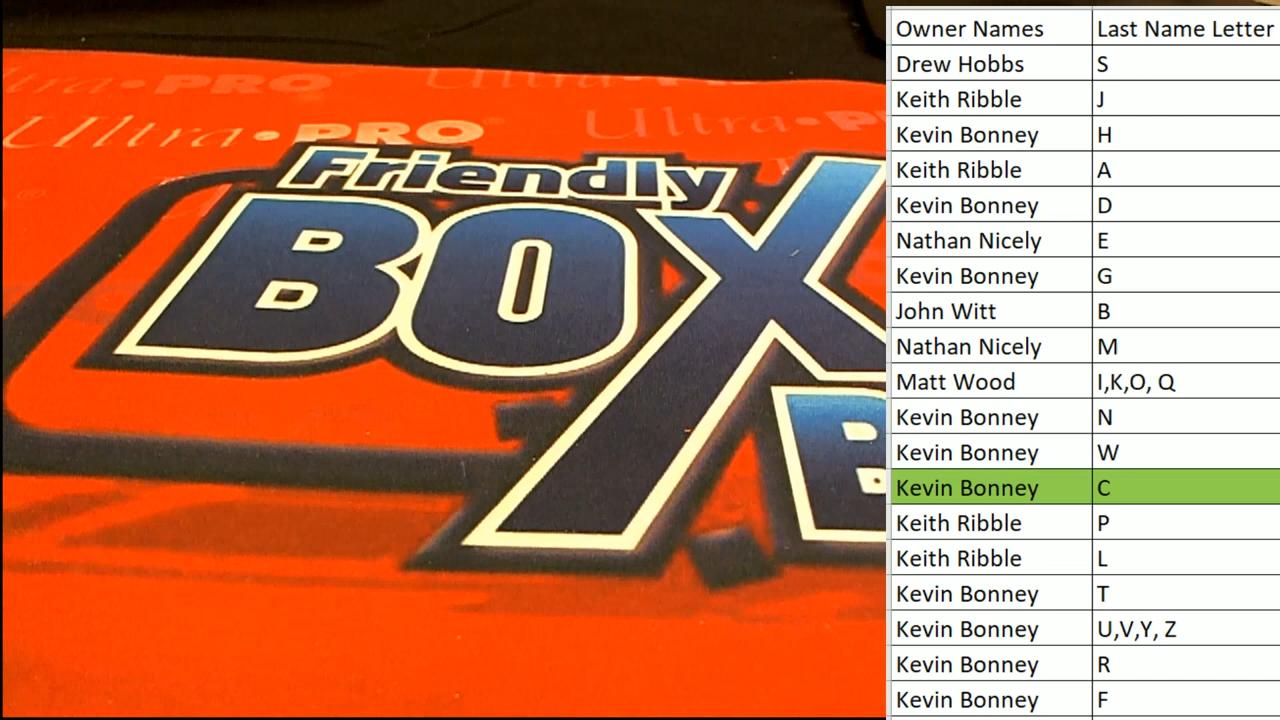 Ultra•PRO
Ultra•PRO
Ultra•P
Friendly
BOX
B
Owner Names Last Name Letter
Drew Hobbs S
Keith Ribble J
Kevin Bonney H
Keith Ribble A
Kevin Bonney D
Nathan Nicely E
Kevin Bonney G
John Witt B
Nathan Nicely M
Matt Wood I,K,O, Q
Kevin Bonney N
Kevin Bonney W
Kevin Bonney C
Keith Ribble P
Keith Ribble L
Kevin Bonney T
Kevin Bonney U,V,Y, Z
Kevin Bonney R
Kevin Bonney F